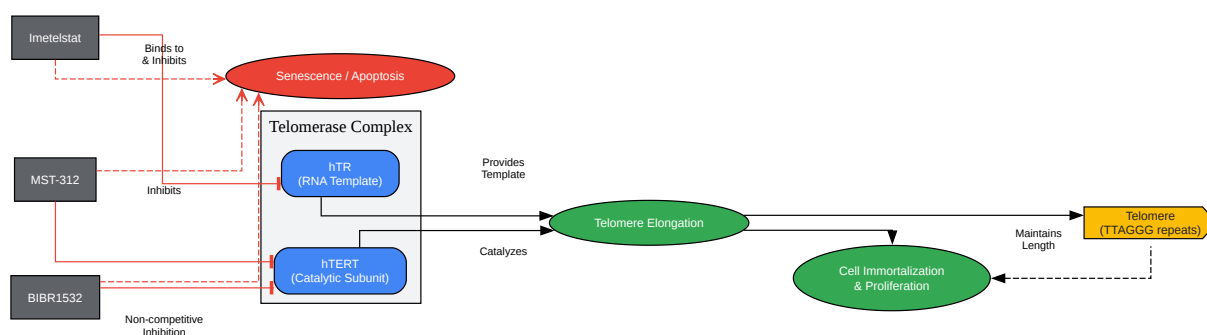 Imetelstat
Binds to
& Inhibits
Senescence / Apoptosis
Telomerase Complex
hTR
(RNA Template)
MST-312
Inhibits
Provides
Template
Telomere Elongation
Telomere
(TTAGGG repeats)
Maintains
Length
Catalyzes
hTERT
(Catalytic Subunit)
Cell Immortalization
& Proliferation
BIBR1532
Non-competitive
Inhibition